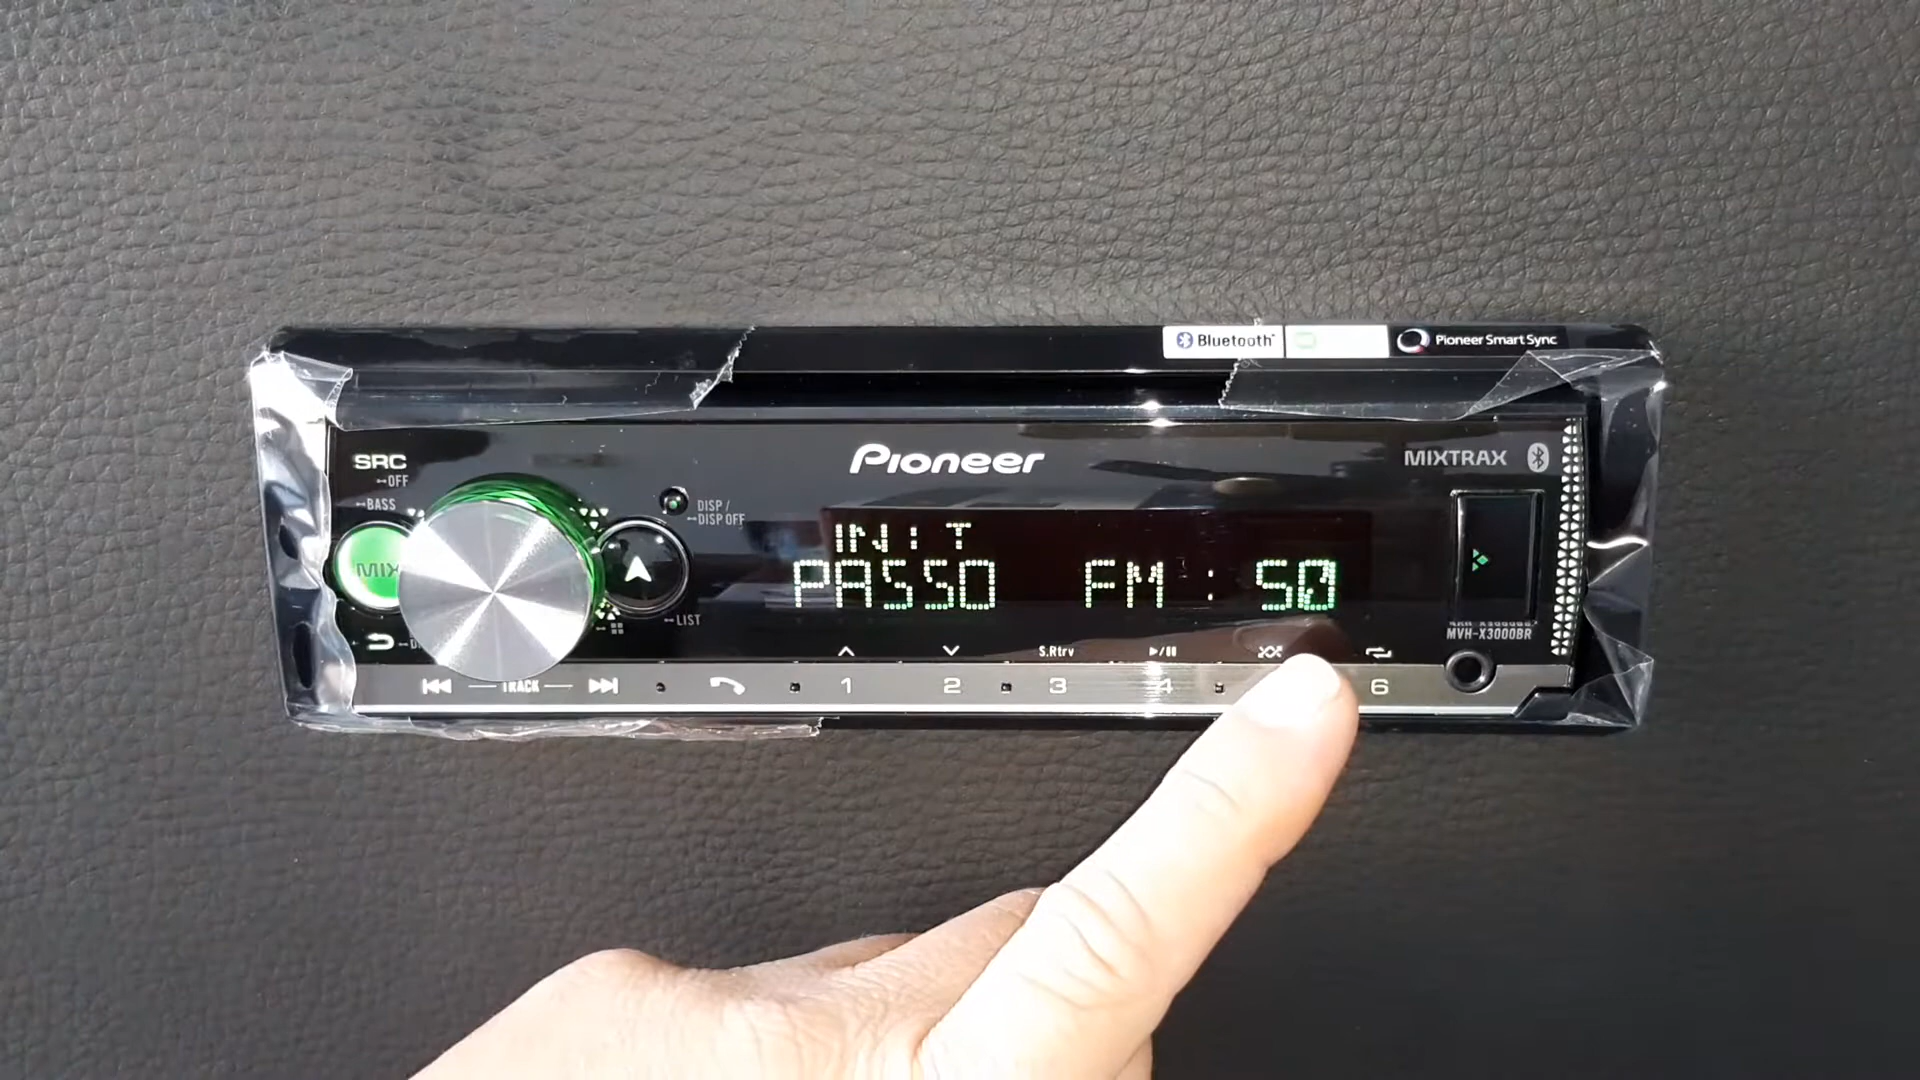 Bluetooth
Pioneer Smart Sync
SRC
OFF
BASS
Pioneer
MIXTRAX
DISP /
DISP OFF
INIT
PASSO FM : 50
MIX
LIST
MVH-X3000BR
S.Rtrv
TRACK 1 2 3 4 6